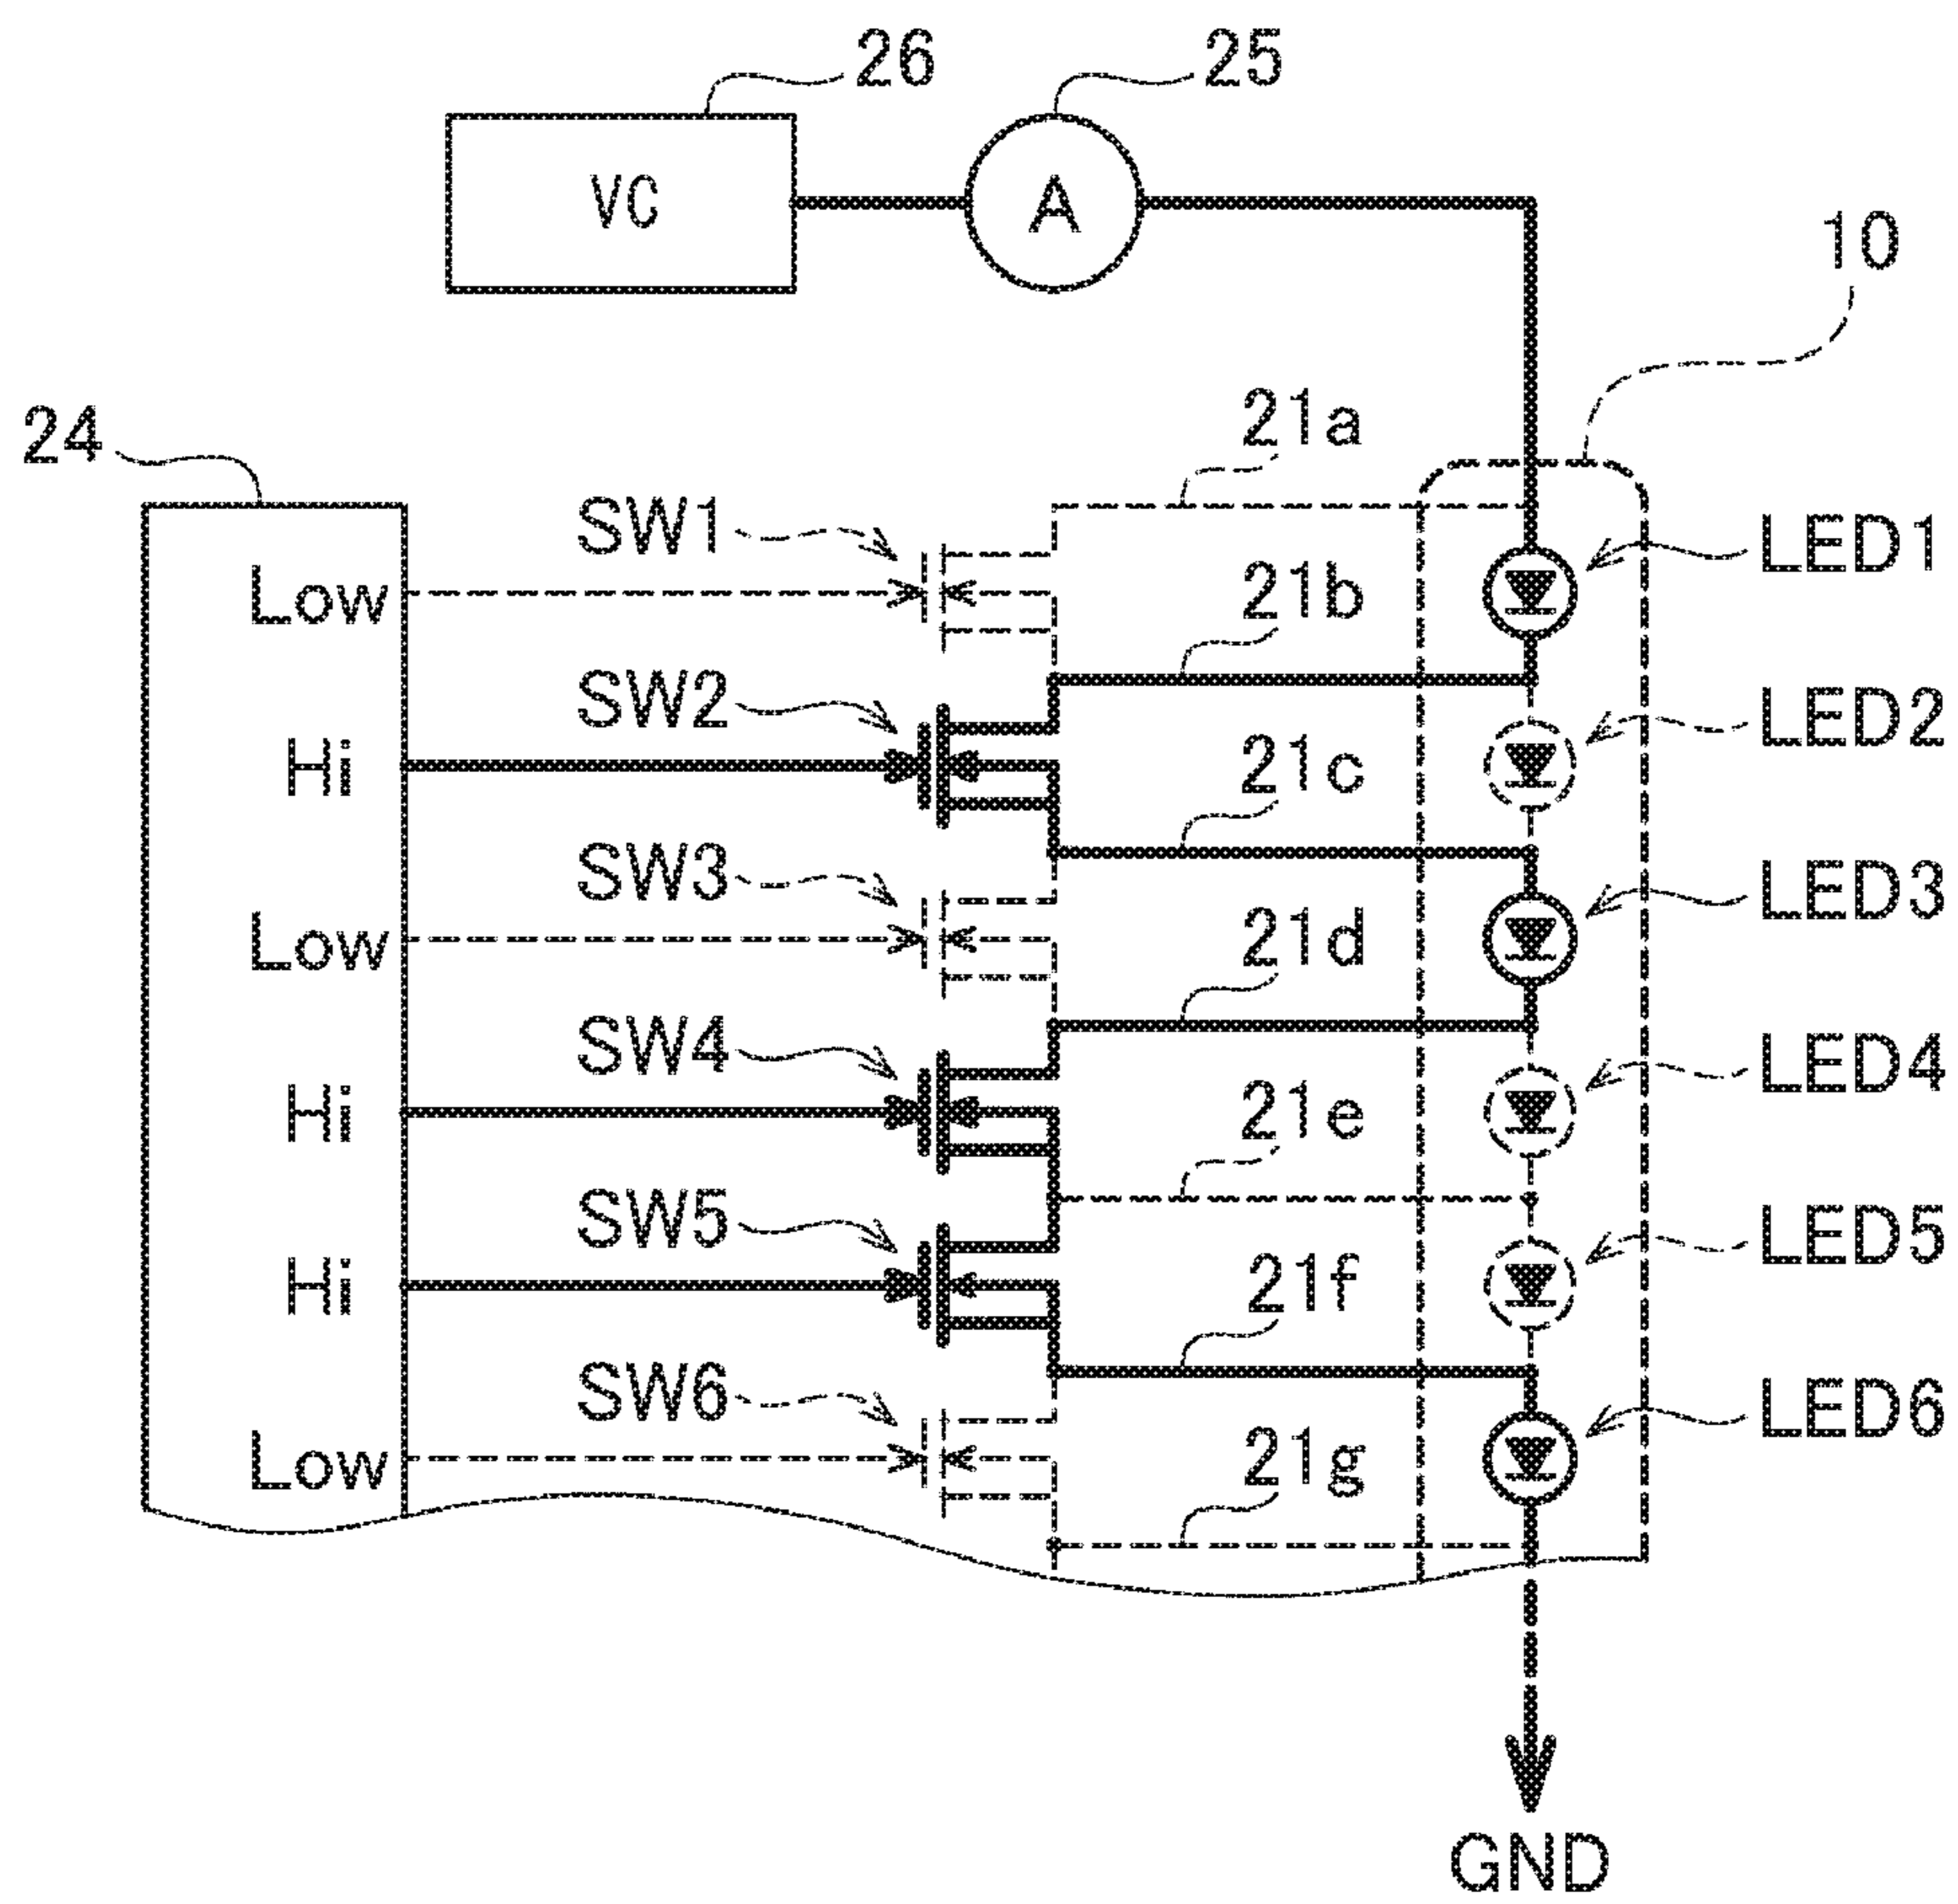 26
25
VC
A
10
24
21a
SW1
LED1
Low
21b
SW2
LED2
Hi
21c
SW3
LED3
Low
21d
SW4
LED4
Hi
21e
SW5
LED5
Hi
21f
SW6
LED6
Low
21g
GND